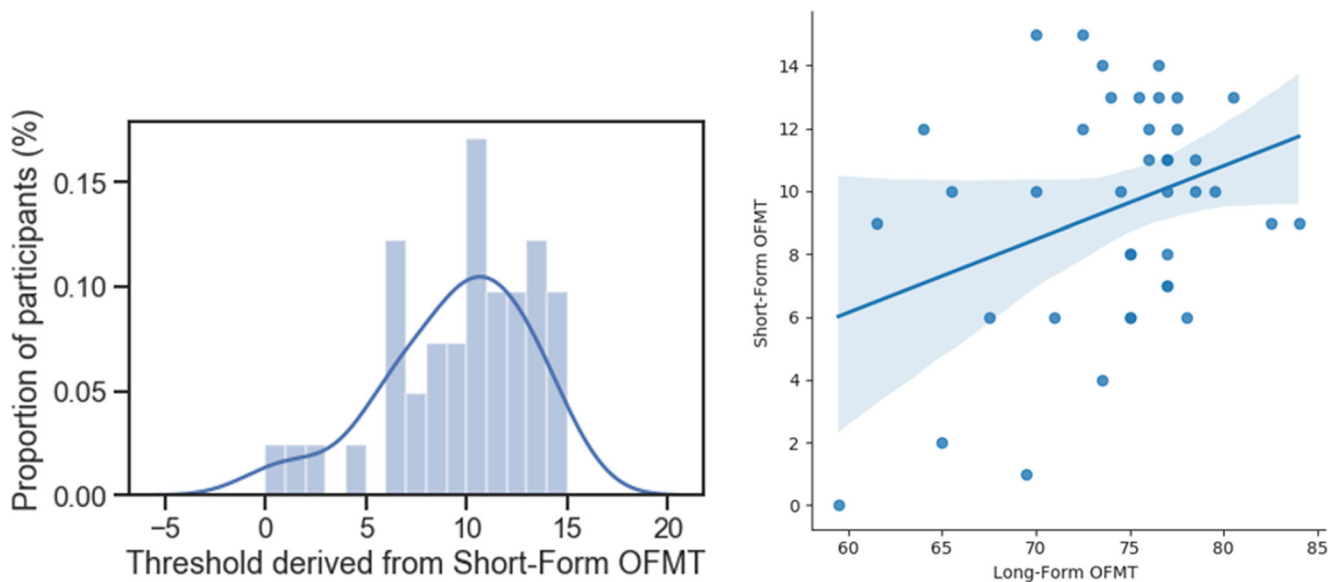 Proportion of participants (%)
0.15
0.10
0.05
0.00
−5 0 5 10 15 20
Threshold derived from Short-Form OFMT
Short-Form OFMT
14
12
10
8
6
4
2
0
60 65 70 75 80 85
Long-Form OFMT